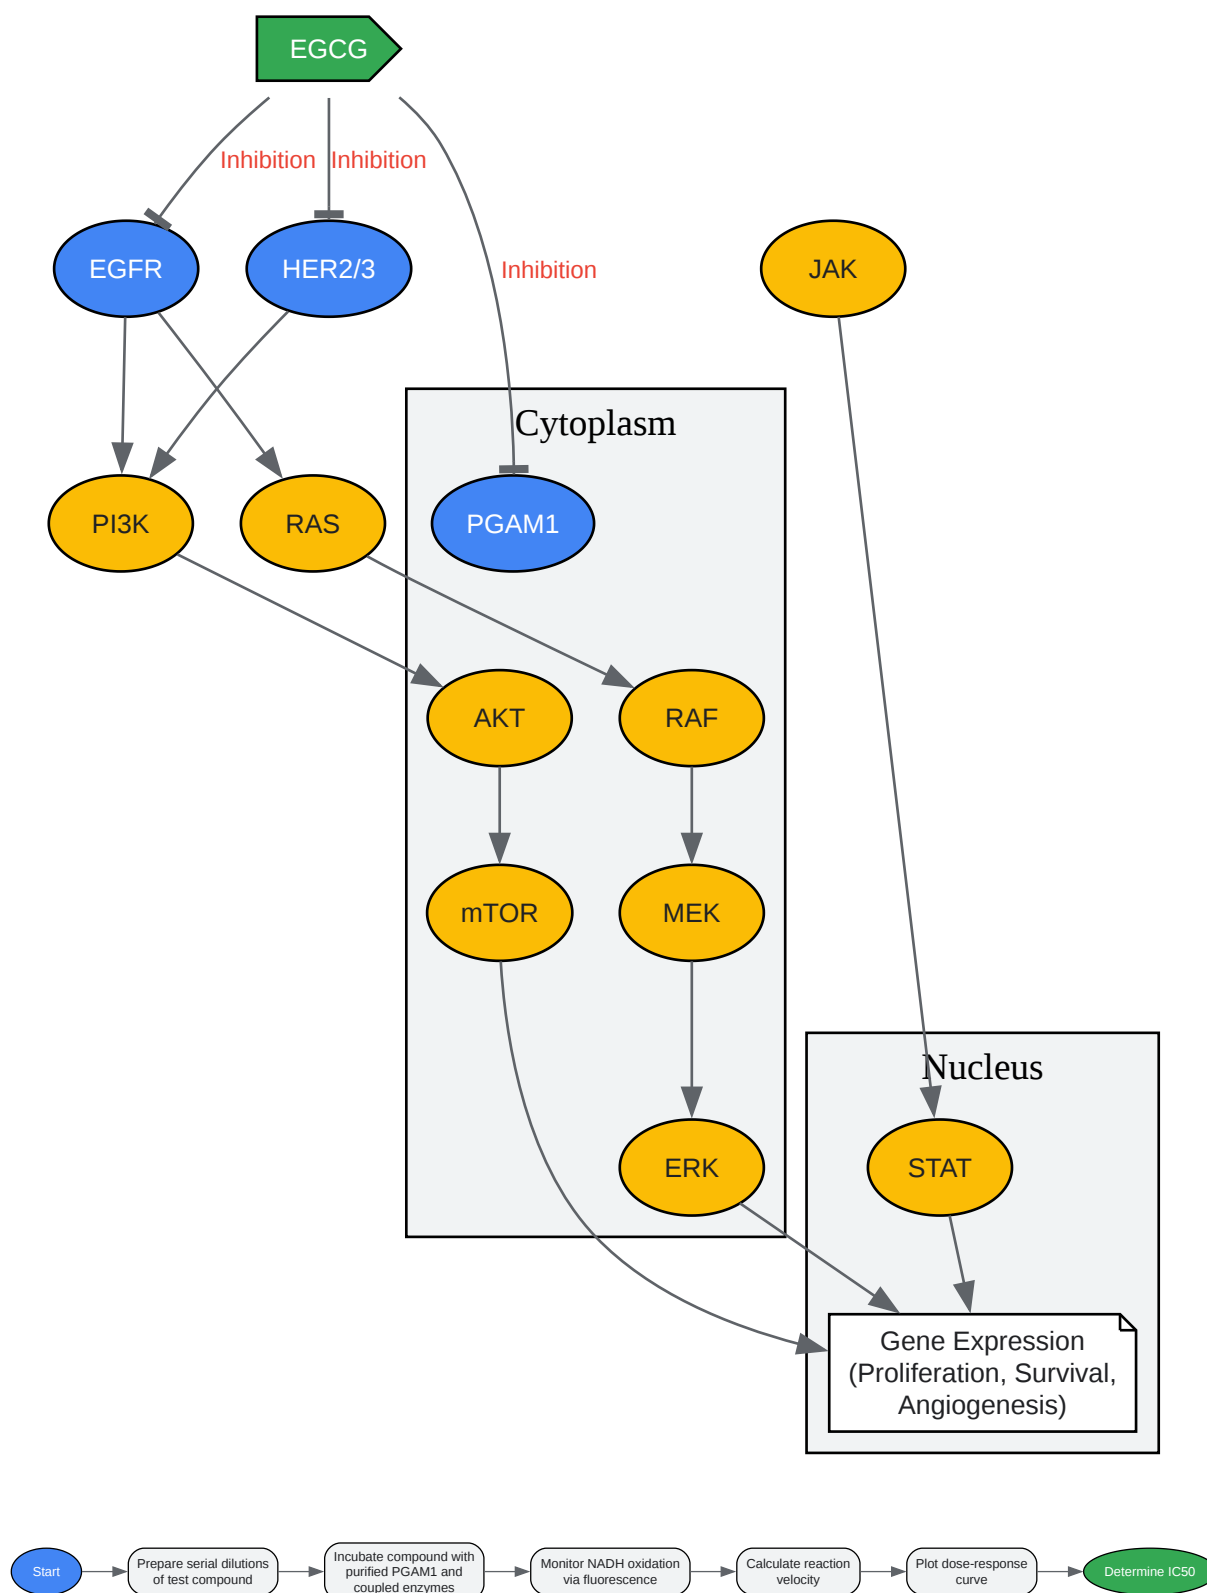 EGCG
Inhibition
Inhibition
EGFR
HER2/3
Inhibition
JAK
Cytoplasm
PI3K
RAS
PGAM1
AKT
RAF
mTOR
MEK
Nucleus
ERK
STAT
Gene Expression
(Proliferation, Survival,
Angiogenesis)
Start
Prepare serial dilutions
of test compound
Incubate compound with
purified PGAM1 and
coupled enzymes
Monitor NADH oxidation
via fluorescence
Calculate reaction
velocity
Plot dose-response
curve
Determine IC50